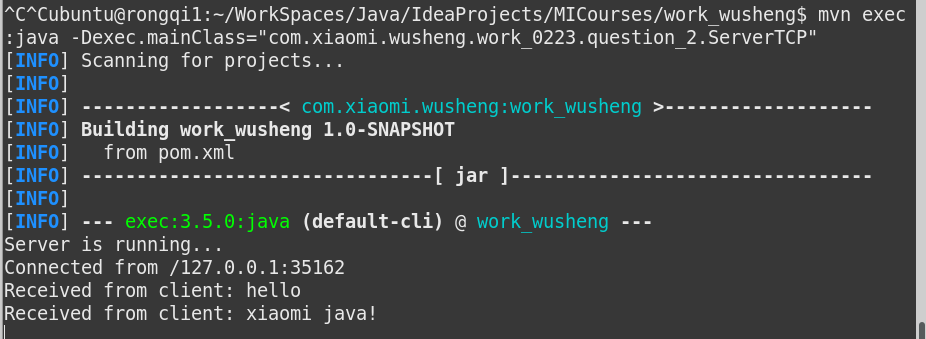 ^C^Cubuntu@rongqi1:~/WorkSpaces/Java/IdeaProjects/MICourses/work_wusheng$ mvn exec
:java -Dexec.mainClass="com.xiaomi.wusheng.work_0223.question_2.ServerTCP"
[INFO] Scanning for projects...
[INFO]
[INFO] ------------------< com.xiaomi.wusheng:work_wusheng >-------------------
[INFO] Building work_wusheng 1.0-SNAPSHOT
[INFO]   from pom.xml
[INFO] --------------------------------[ jar ]---------------------------------
[INFO]
[INFO] --- exec:3.5.0:java (default-cli) @ work_wusheng ---
Server is running...
Connected from /127.0.0.1:35162
Received from client: hello
Received from client: xiaomi java!